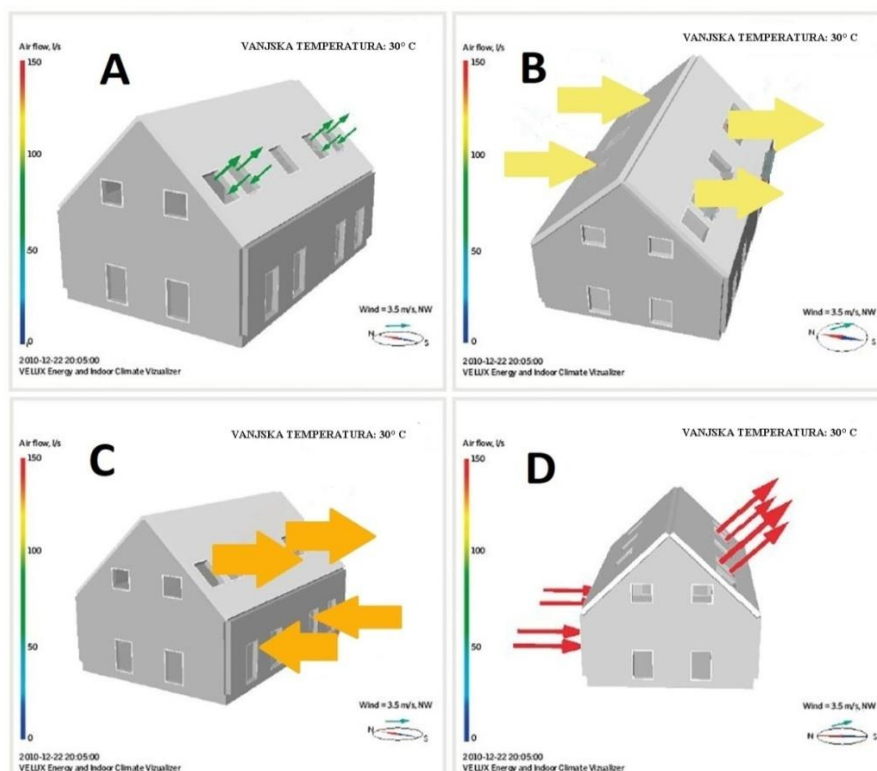 A
VANJSKA TEMPERATURA: 30° C
Air flow, l/s
150
100
50
0
Wind = 3.5 m/s, NW
N
S
2010-12-22 20:05:00
VELUX Energy and Indoor Climate Vizualizer
B
VANJSKA TEMPERATURA: 30° C
Air flow, l/s
150
100
50
0
Wind = 3.5 m/s, NW
N
S
2010-12-22 20:05:00
VELUX Energy and Indoor Climate Vizualizer
C
VANJSKA TEMPERATURA: 30° C
Air flow, l/s
150
100
50
0
Wind = 3.5 m/s, NW
N
S
2010-12-22 20:05:00
VELUX Energy and Indoor Climate Vizualizer
D
VANJSKA TEMPERATURA: 30° C
Air flow, l/s
150
100
50
0
Wind = 3.5 m/s, NW
N
S
2010-12-22 20:05:00
VELUX Energy and Indoor Climate Vizualizer